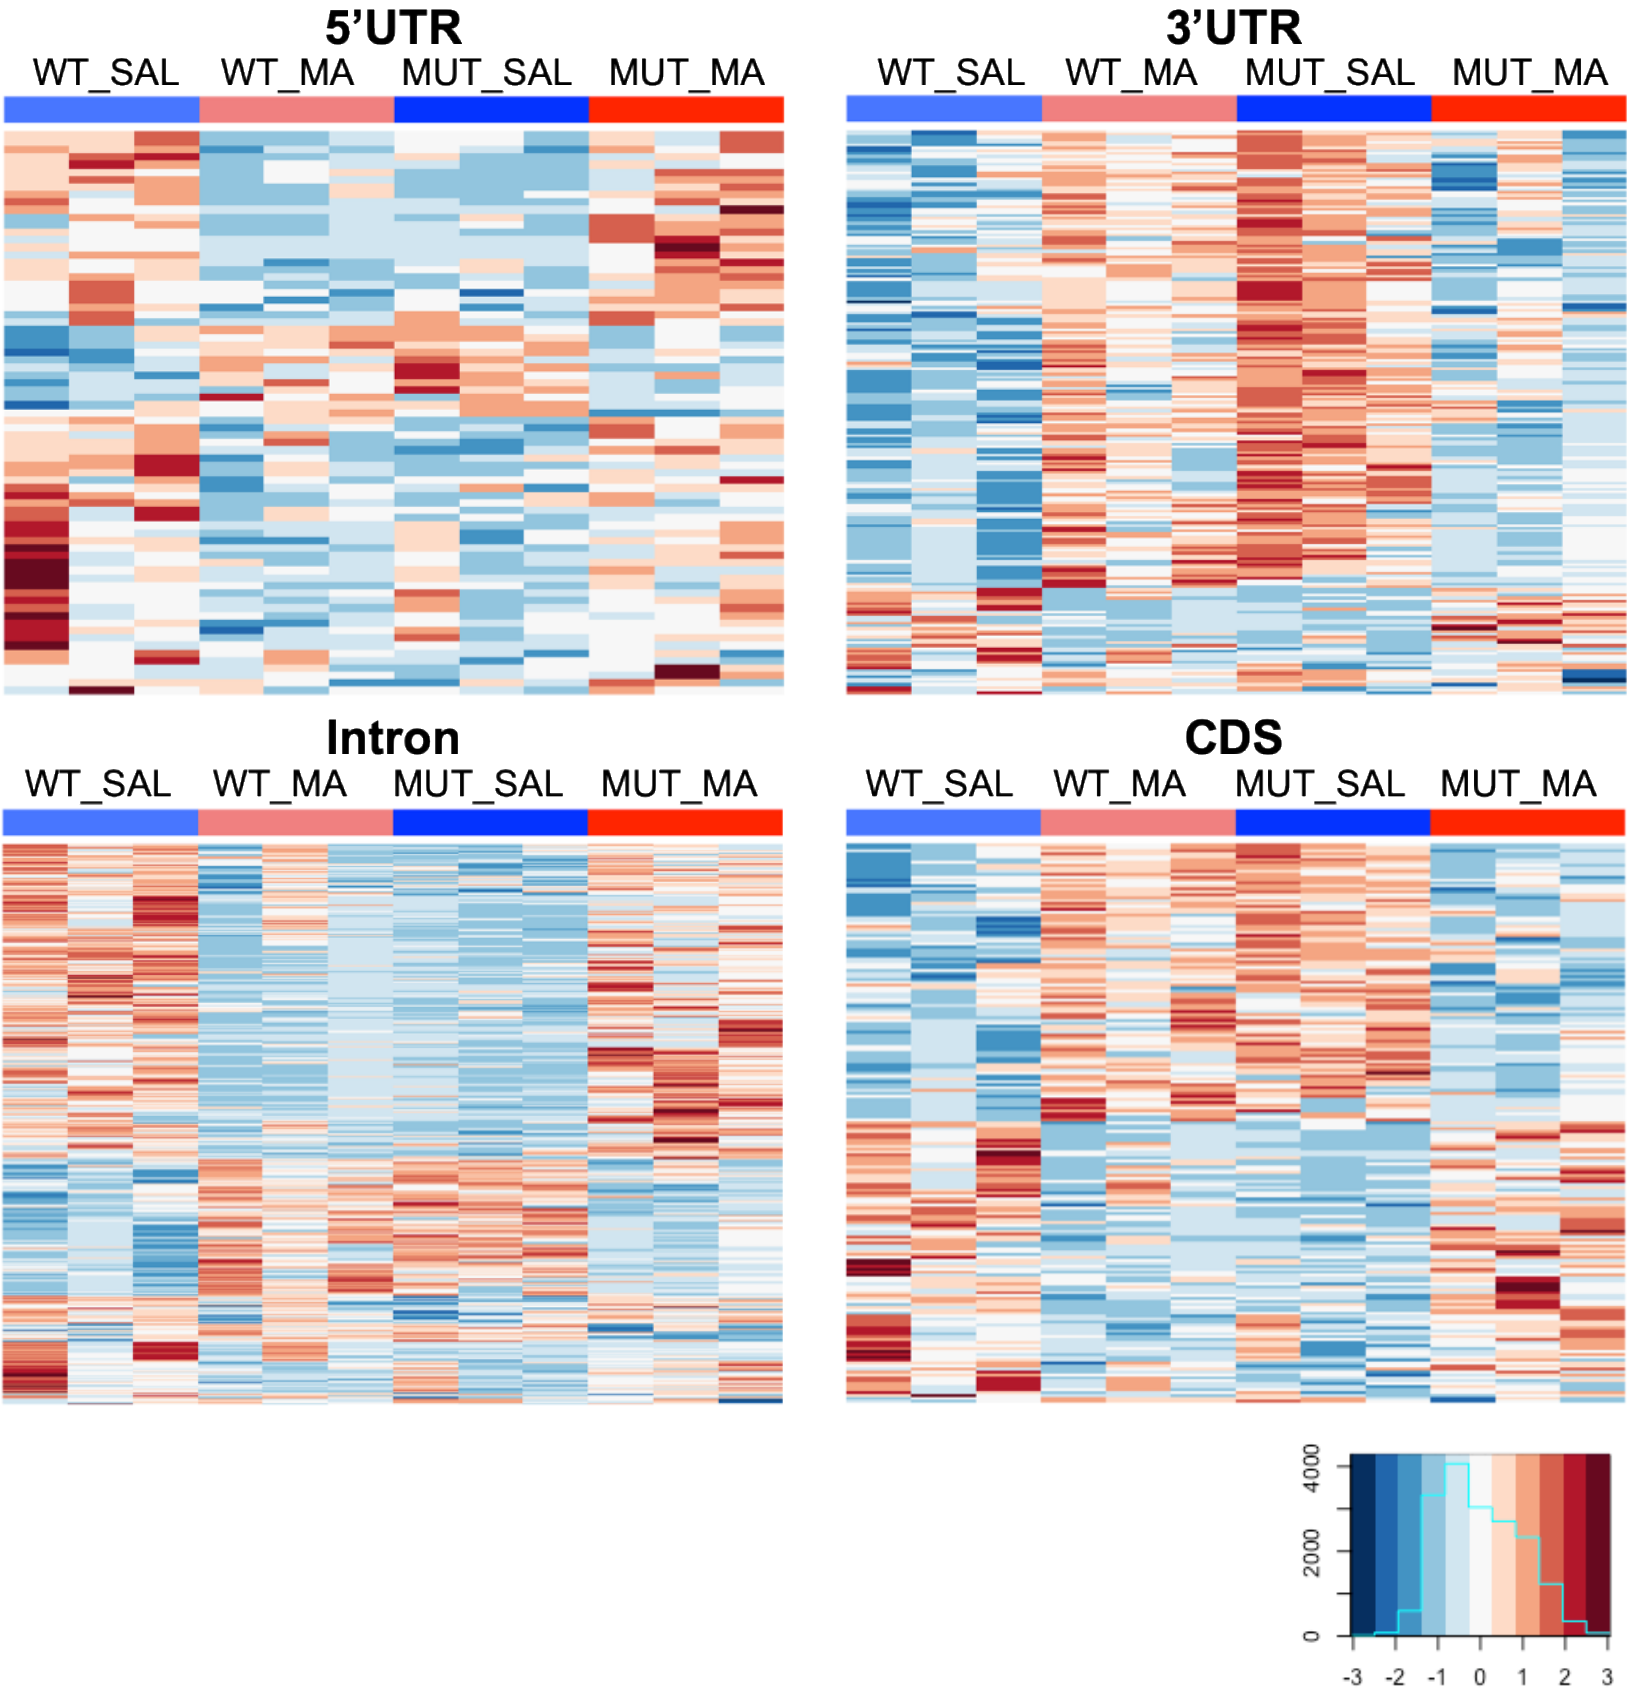 5’UTR
WT_SAL WT_MA MUT_SAL MUT_MA
3’UTR
WT_SAL WT_MA MUT_SAL MUT_MA
Intron
WT_SAL WT_MA MUT_SAL MUT_MA
CDS
WT_SAL WT_MA MUT_SAL MUT_MA
4000
2000
0
-3 -2 -1 0 1 2 3